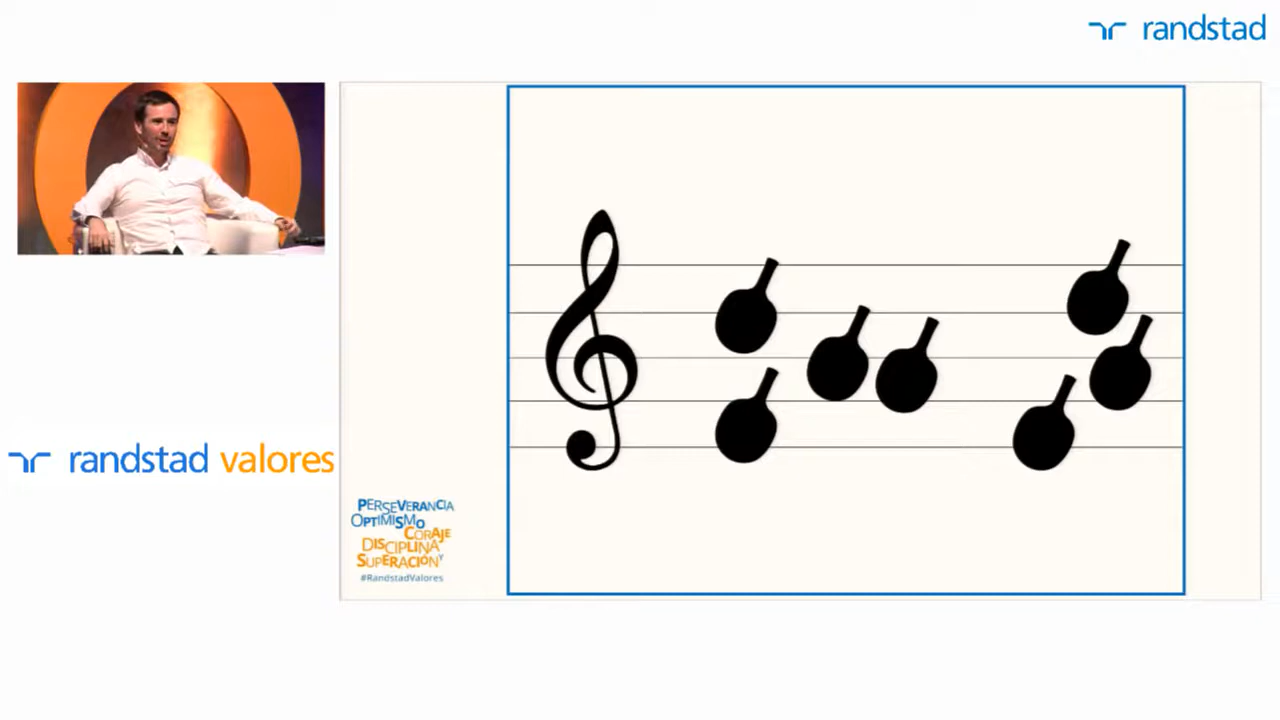 randstad
randstad valores
PERSEVERANCIA
OPTIMISMO
CORAJE
DISCIPLINA
SUPERACIÓN Y
#RandstadValores